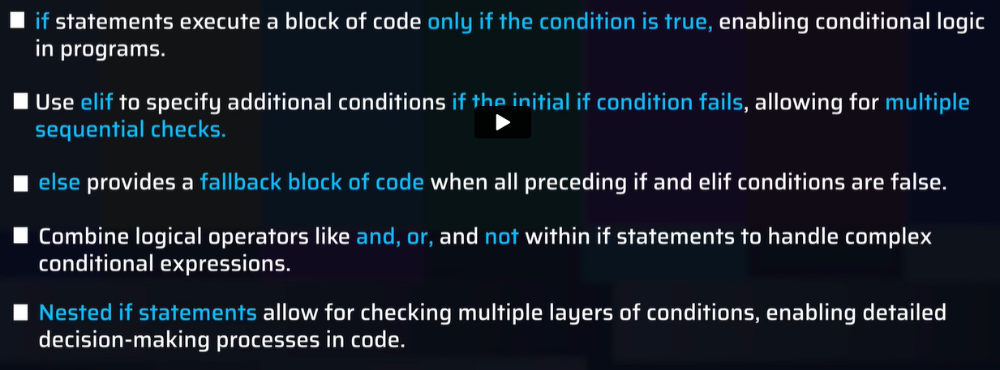 if statements execute a block of code only if the condition is true, enabling conditional logic
in programs.
Use elif to specify additional conditions if the initial if condition fails, allowing for multiple
sequential checks.
else provides a fallback block of code when all preceding if and elif conditions are false.
Combine logical operators like and, or, and not within if statements to handle complex
conditional expressions.
Nested if statements allow for checking multiple layers of conditions, enabling detailed
decision-making processes in code.